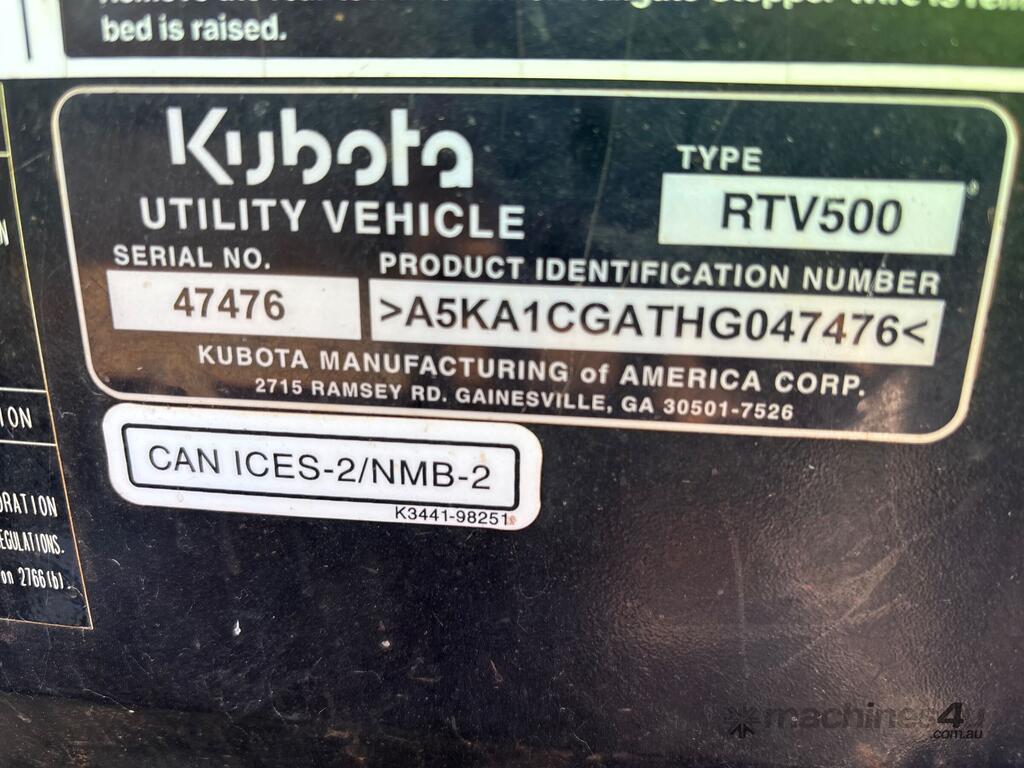 bed is raised.
Kubota
UTILITY VEHICLE
TYPE
RTV500
SERIAL NO.
47476
PRODUCT IDENTIFICATION NUMBER
>A5KA1CGATHG047476<
KUBOTA MANUFACTURING of AMERICA CORP.
2715 RAMSEY RD. GAINESVILLE, GA 30501-7526
CAN ICES-2/NMB-2
K3441-98251
ION
ORATION
EGULATIONS.
on 2766(b).
machines4u
.com.au